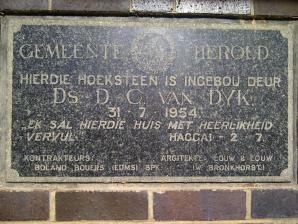 GEMEENTE HEROLD
HIERDIE HOEKSTEEN IS INGEBOU DEUR
DS. D. C. VAN DYK.
31 7 1954
"EK SAL HIERDIE HUIS MET HEERLIKHEID
VERVUL" HAGGAI - 2 7.
KONTRAKTEURS: ARGITEKTE LOUW & LOUW
BOLAND BOUERS (EDMS) BPK. (W BRONKHORST)